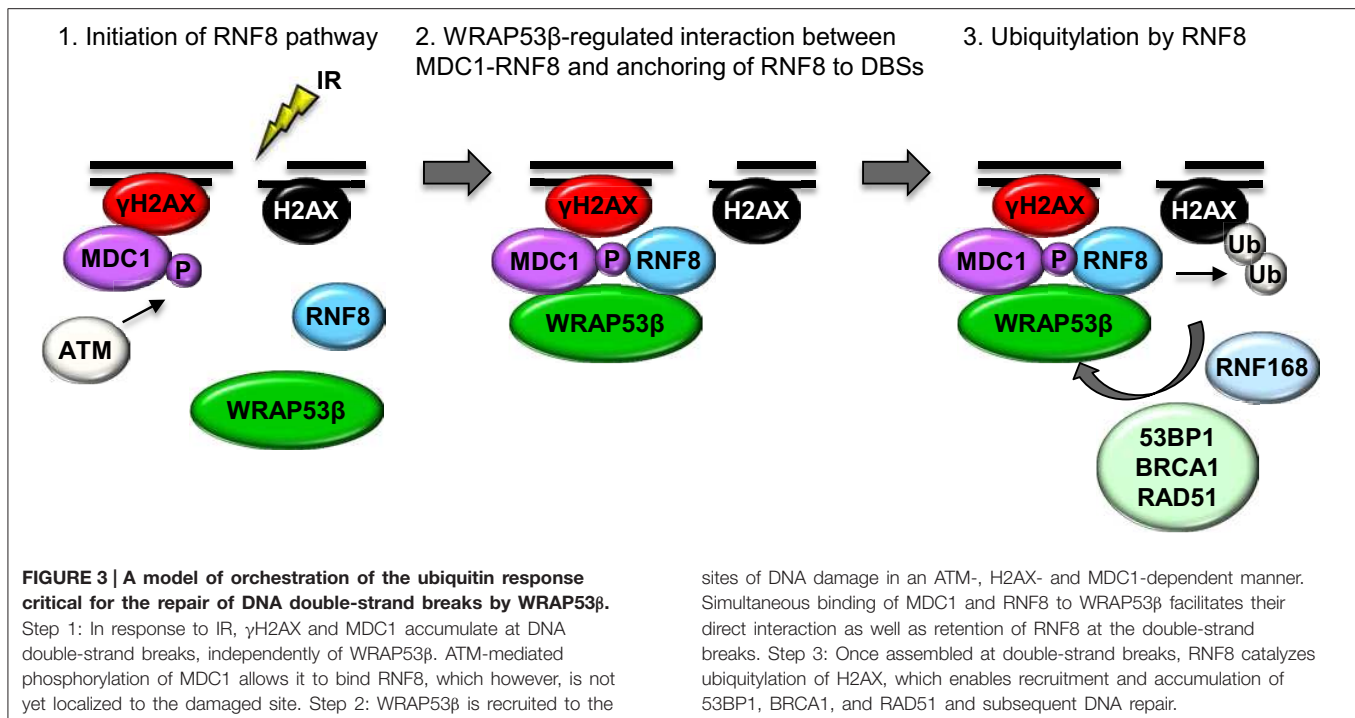 1. Initiation of RNF8 pathway
2. WRAP53β-regulated interaction between
MDC1-RNF8 and anchoring of RNF8 to DBSs
3. Ubiquitylation by RNF8
IR
γH2AX
H2AX
MDC1
P
RNF8
ATM
WRAP53β
γH2AX
H2AX
MDC1
P
RNF8
WRAP53β
γH2AX
H2AX
Ub
Ub
MDC1
P
RNF8
WRAP53β
RNF168
53BP1
BRCA1
RAD51
FIGURE 3 | A model of orchestration of the ubiquitin response
critical for the repair of DNA double-strand breaks by WRAP53β.
Step 1: In response to IR, γH2AX and MDC1 accumulate at DNA
double-strand breaks, independently of WRAP53β. ATM-mediated
phosphorylation of MDC1 allows it to bind RNF8, which however, is not
yet localized to the damaged site. Step 2: WRAP53β is recruited to the
sites of DNA damage in an ATM-, H2AX- and MDC1-dependent manner.
Simultaneous binding of MDC1 and RNF8 to WRAP53β facilitates their
direct interaction as well as retention of RNF8 at the double-strand
breaks. Step 3: Once assembled at double-strand breaks, RNF8 catalyzes
ubiquitylation of H2AX, which enables recruitment and accumulation of
53BP1, BRCA1, and RAD51 and subsequent DNA repair.